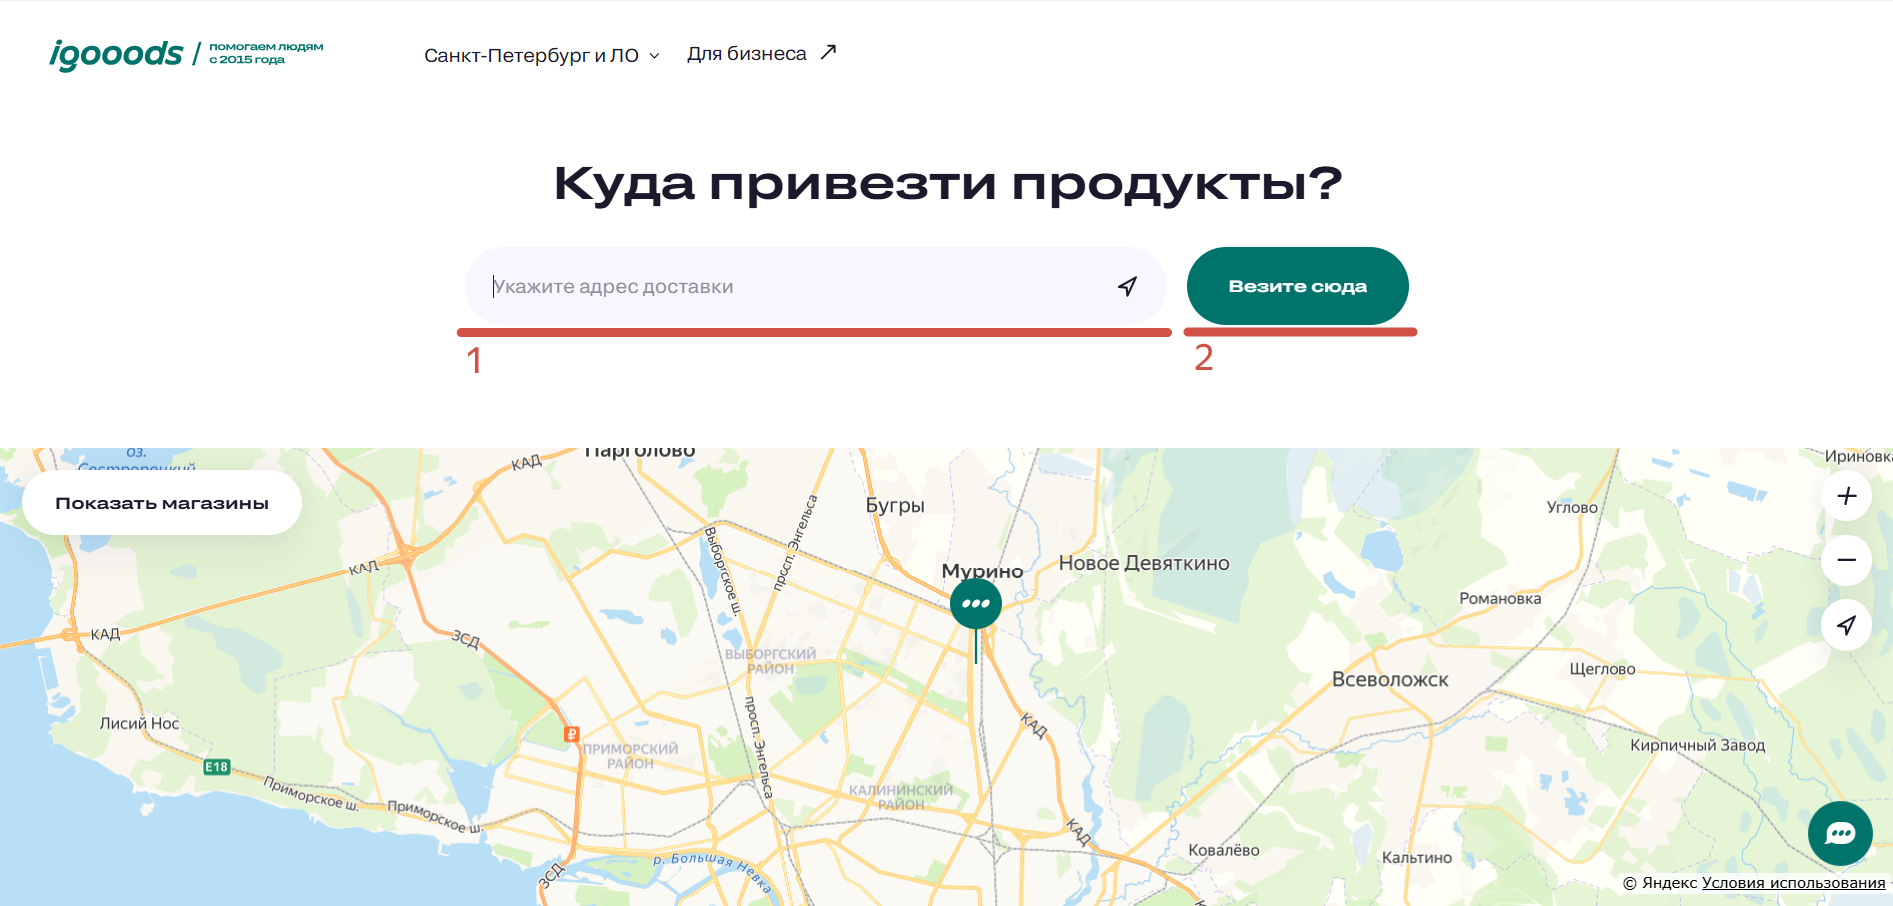 igooods / помогаем людям
с 2015 года
Санкт-Петербург и ЛО
Для бизнеса
Куда привезти продукты?
Укажите адрес доставки
Везите сюда
1
2
оз.
Сестрорецкий
КАД
Парголово
Ириновка
Показать магазины
Бугры
Углово
просп. Энгельса
Выборгское ш.
КАД
Мурино
Новое Девяткино
Романовка
КАД
ЗСД
ВЫБОРГСКИЙ
РАЙОН
Щеглово
Всеволожск
Лисий Нос
просп. Энгельса
КАД
₽
ПРИМОРСКИЙ
РАЙОН
Кирпичный Завод
E18
Приморское ш.
Приморское ш.
КАЛИНИНСКИЙ
РАЙОН
КАД
Ковалёво
Кальтино
р. Большая Невка
ЗСД
© Яндекс Условия использования